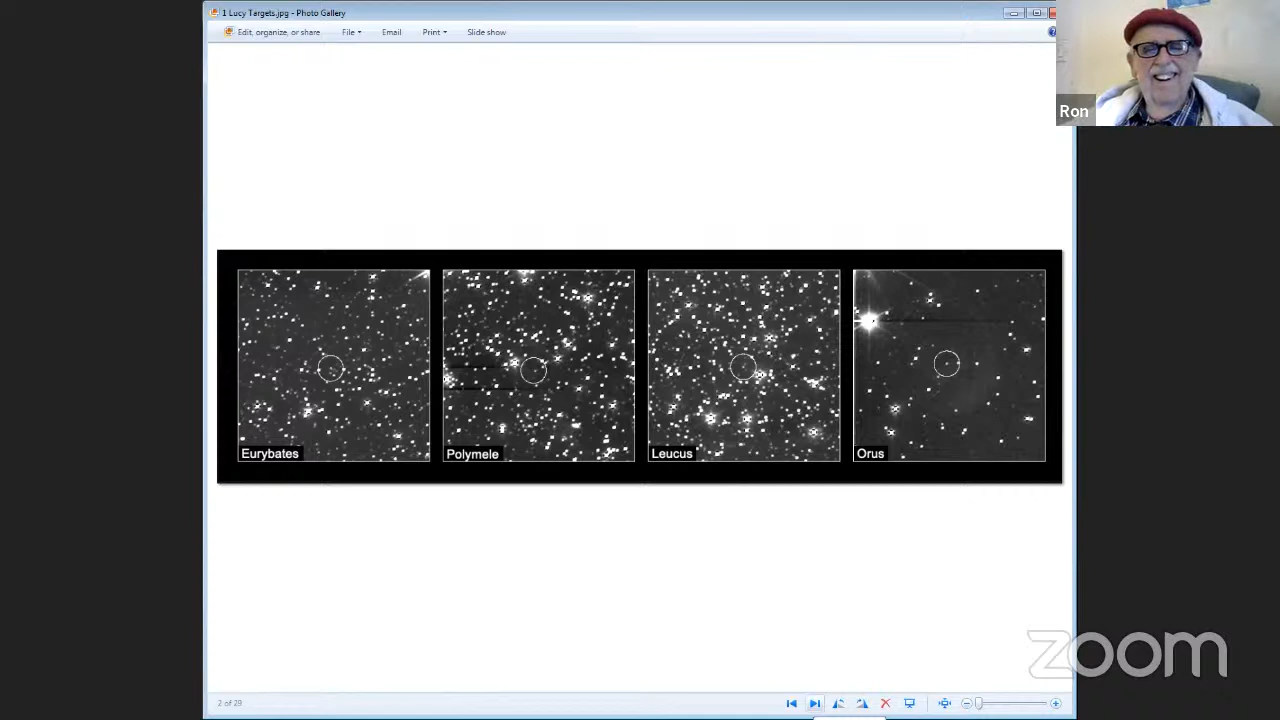 1 Lucy Targets.jpg - Photo Gallery
Edit, organize, or share File Email Print Slide show
Ron
Eurybates Polymele Leucus Orus
zoom
2 of 29